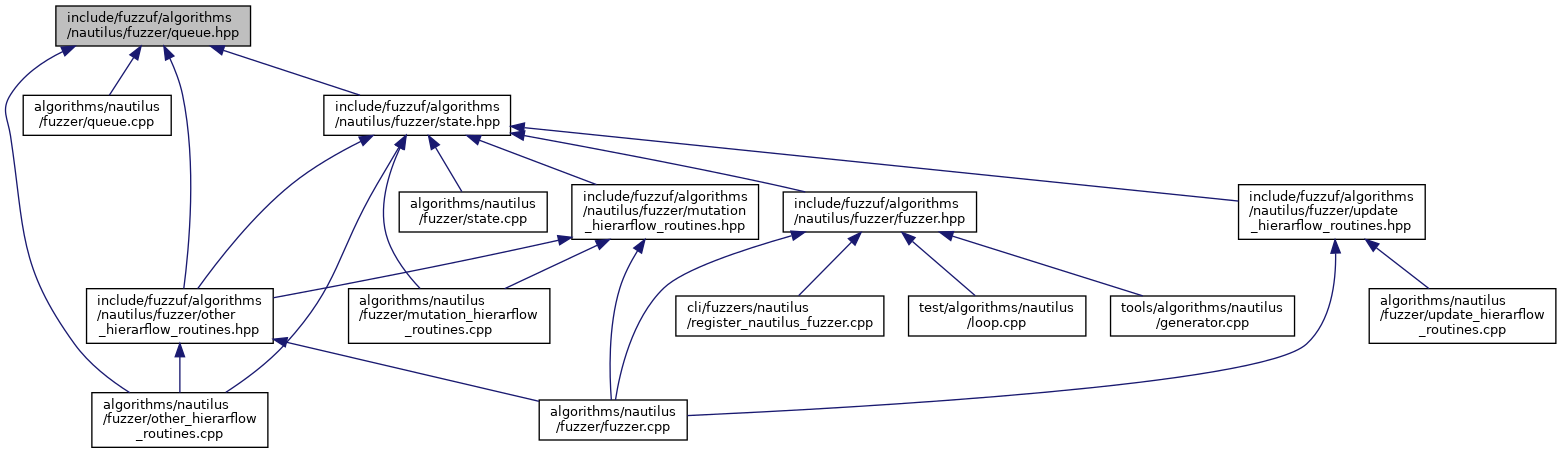 include/fuzzuf/algorithms
/nautilus/fuzzer/queue.hpp
algorithms/nautilus
/fuzzer/queue.cpp
include/fuzzuf/algorithms
/nautilus/fuzzer/state.hpp
algorithms/nautilus
/fuzzer/state.cpp
include/fuzzuf/algorithms
/nautilus/fuzzer/mutation
_hierarflow_routines.hpp
include/fuzzuf/algorithms
/nautilus/fuzzer/fuzzer.hpp
include/fuzzuf/algorithms
/nautilus/fuzzer/update
_hierarflow_routines.hpp
include/fuzzuf/algorithms
/nautilus/fuzzer/other
_hierarflow_routines.hpp
algorithms/nautilus
/fuzzer/mutation_hierarflow
_routines.cpp
cli/fuzzers/nautilus
/register_nautilus_fuzzer.cpp
test/algorithms/nautilus
/loop.cpp
tools/algorithms/nautilus
/generator.cpp
algorithms/nautilus
/fuzzer/update_hierarflow
_routines.cpp
algorithms/nautilus
/fuzzer/other_hierarflow
_routines.cpp
algorithms/nautilus
/fuzzer/fuzzer.cpp